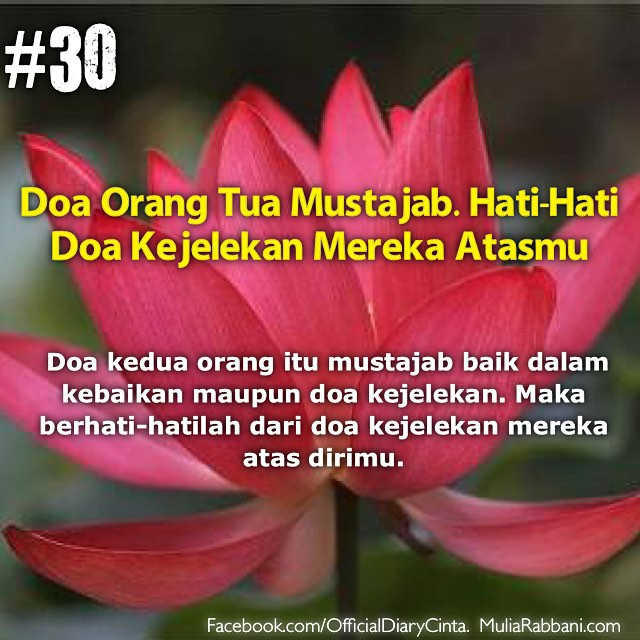 #30
Doa Orang Tua Mustajab. Hati-Hati
Doa Kejelekan Mereka Atasmu
Doa kedua orang itu mustajab baik dalam
kebaikan maupun doa kejelekan. Maka
berhati-hatilah dari doa kejelekan mereka
atas dirimu.
Facebook.com/OfficialDiaryCinta. MuliaRabbani.com